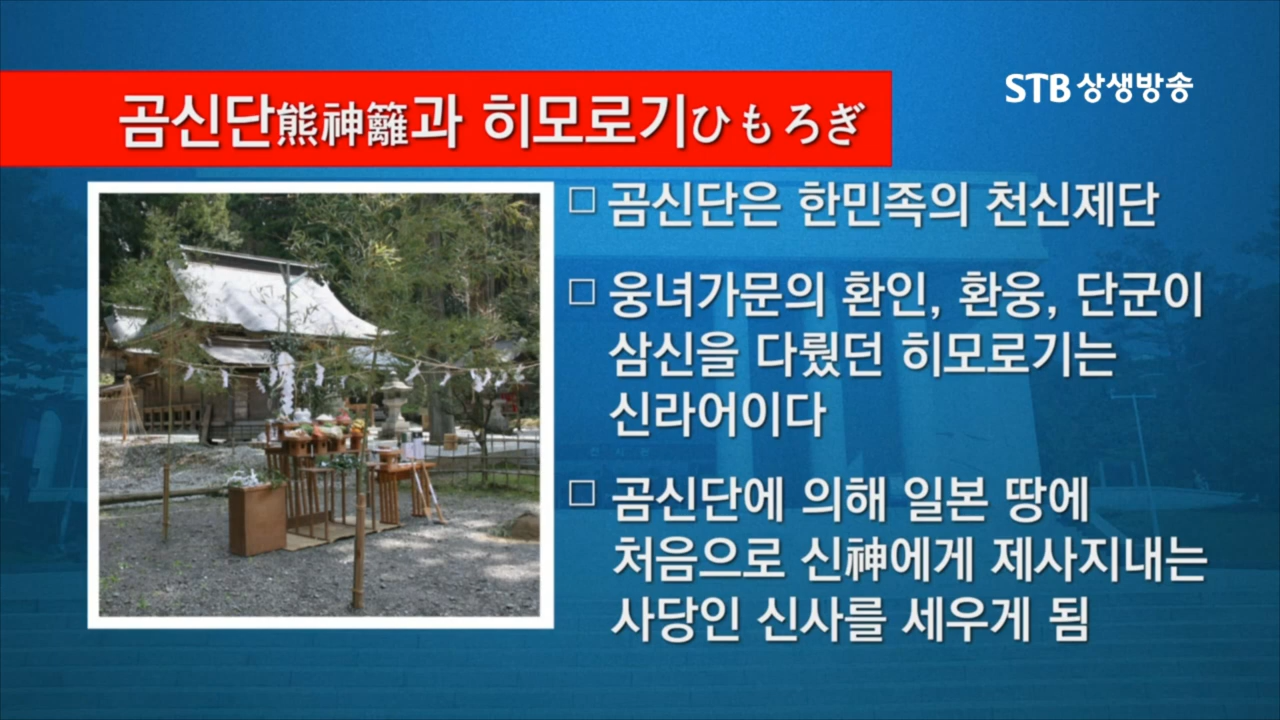 STB 상생방송
곰신단熊神籬과 히모로기ひもろぎ
□ 곰신단은 한민족의 천신제단
□ 웅녀가문의 환인, 환웅, 단군이
삼신을 다뤘던 히모로기는
신라어이다
□ 곰신단에 의해 일본 땅에
처음으로 신神에게 제사지내는
사당인 신사를 세우게 됨